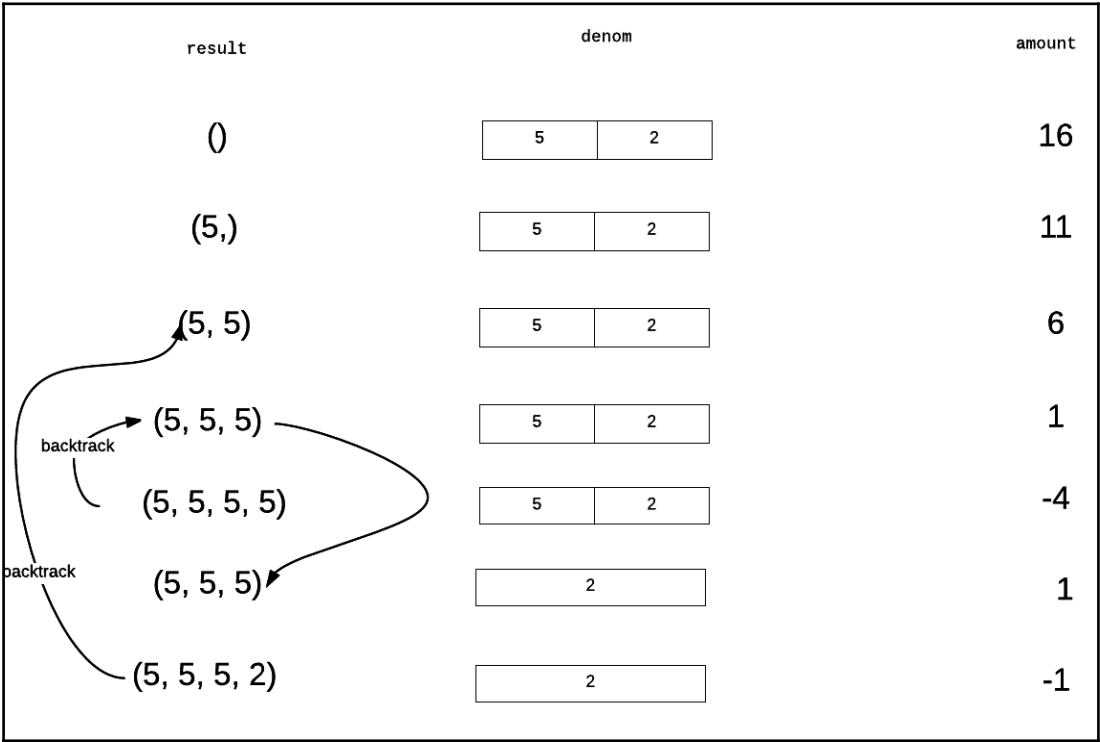 result denom amount
() 5 2 16
(5,) 5 2 11
(5, 5) 5 2 6
(5, 5, 5) 5 2 1
backtrack
(5, 5, 5, 5) 5 2 -4
backtrack
(5, 5, 5) 2 1
(5, 5, 5, 2) 2 -1